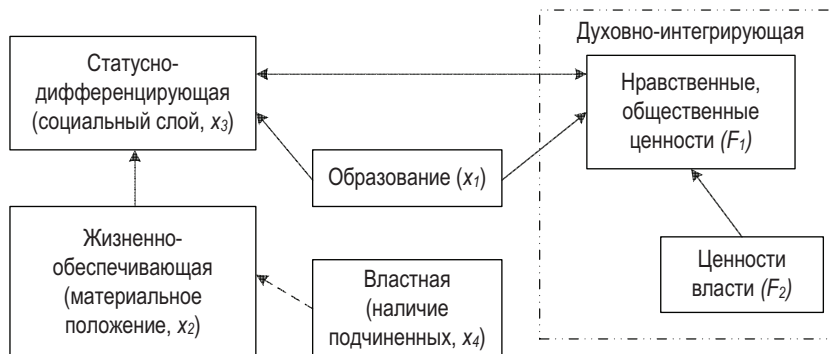 Духовно-интегрирующая
Статусно-
дифференцирующая
(социальный слой, x3)
Нравственные,
общественные
ценности (F1)
Образование (x1)
Жизненно-
обеспечивающая
(материальное
положение, x2)
Властная
(наличие
подчиненных, x4)
Ценности
власти (F2)